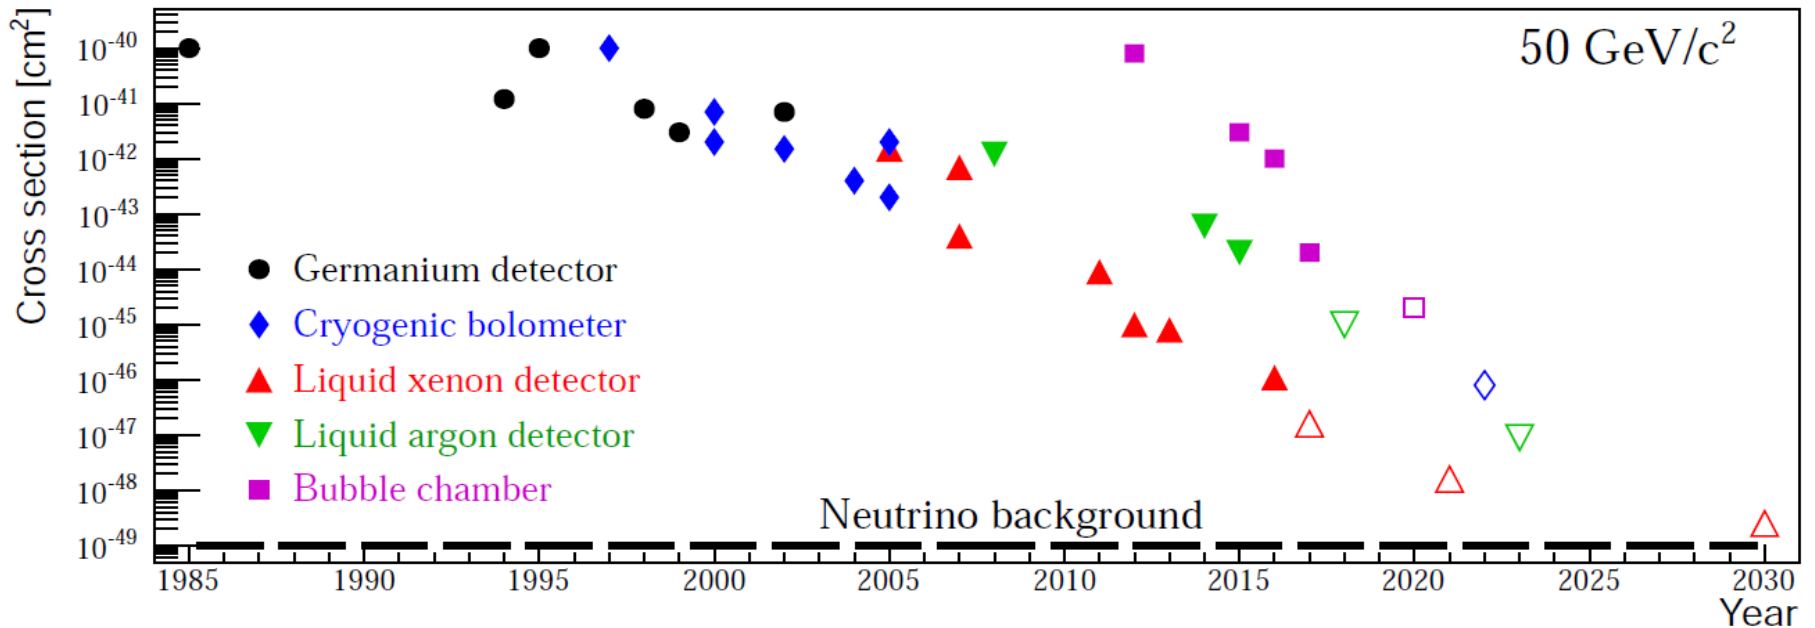 Cross section [cm²]
10⁻⁴⁰
10⁻⁴¹
10⁻⁴²
10⁻⁴³
10⁻⁴⁴
10⁻⁴⁵
10⁻⁴⁶
10⁻⁴⁷
10⁻⁴⁸
10⁻⁴⁹
50 GeV/c²
Germanium detector
Cryogenic bolometer
Liquid xenon detector
Liquid argon detector
Bubble chamber
Neutrino background
1985 1990 1995 2000 2005 2010 2015 2020 2025 2030
Year